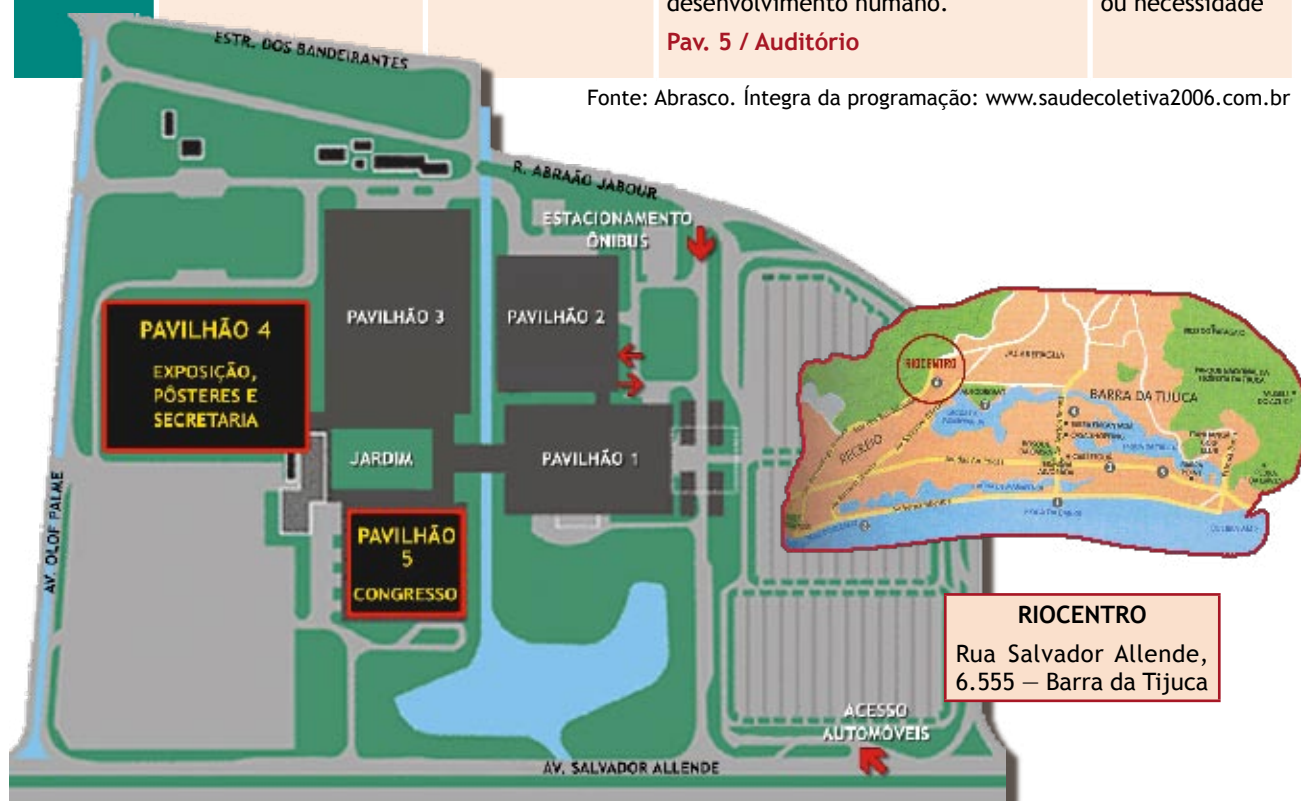 desenvolvimento humano.
ou necessidade
Pav. 5 / Auditório
Fonte: Abrasco. Íntegra da programação: www.saudecoletiva2006.com.br
ESTR. DOS BANDEIRANTES
R. ABRAÃO JABOUR
ESTACIONAMENTO
ÔNIBUS
PAVILHÃO 4
EXPOSIÇÃO,
PÔSTERES E
SECRETARIA
PAVILHÃO 3
PAVILHÃO 2
JARDIM
PAVILHÃO 1
PAVILHÃO
5
CONGRESSO
AV. OLOF PALME
RIOCENTRO
JACAREPAGUA
BARRA DA TIJUCA
RECREIO
RIOCENTRO
Rua Salvador Allende,
6.555 — Barra da Tijuca
ACESSO
AUTOMÓVEIS
AV. SALVADOR ALLENDE